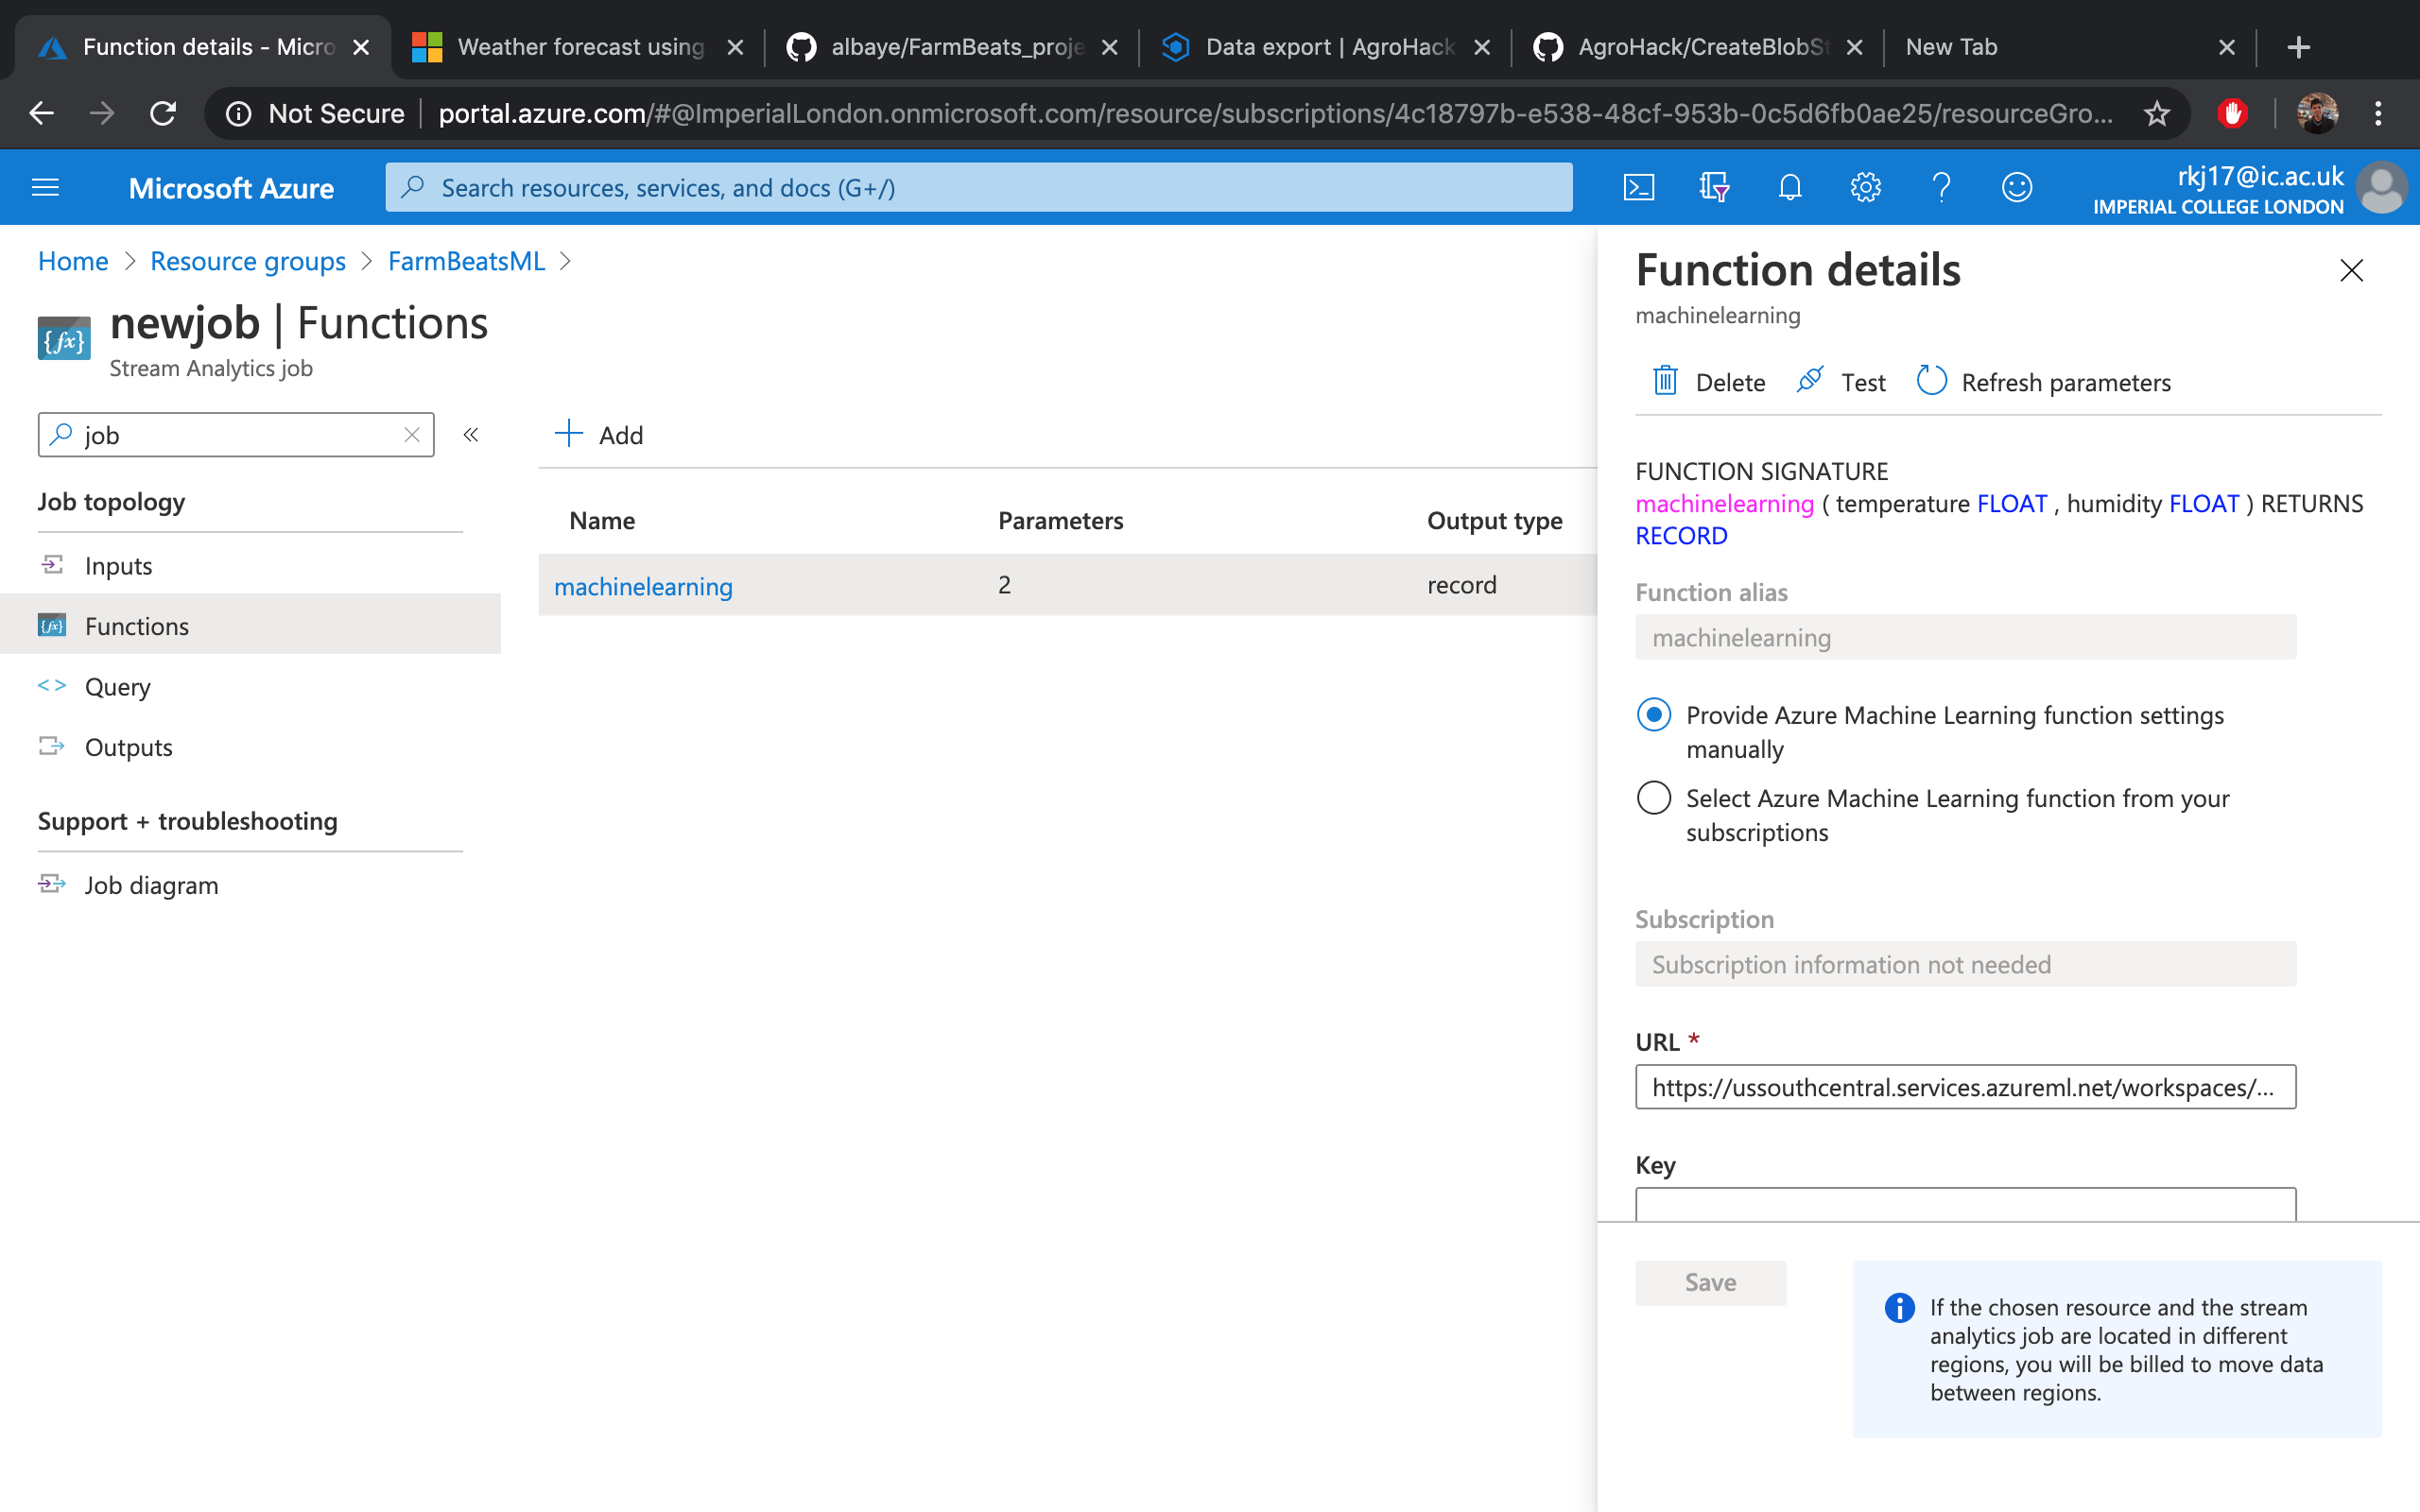 Function details - Micro
Weather forecast using
albaye/FarmBeats_proje
Data export | AgroHack
AgroHack/CreateBlobSt
New Tab
Not Secure
portal.azure.com/#@ImperialLondon.onmicrosoft.com/resource/subscriptions/4c18797b-e538-48cf-953b-0c5d6fb0ae25/resourceGro...
Microsoft Azure
Search resources, services, and docs (G+/)
rkj17@ic.ac.uk
IMPERIAL COLLEGE LONDON
Home > Resource groups > FarmBeatsML >
newjob | Functions
Stream Analytics job
job
«
Job topology
Inputs
Functions
Query
Outputs
Support + troubleshooting
Job diagram
+ Add
Name Parameters Output type
machinelearning 2 record
Function details
machinelearning
Delete Test Refresh parameters
FUNCTION SIGNATURE
machinelearning ( temperature FLOAT , humidity FLOAT ) RETURNS
RECORD
Function alias
machinelearning
Provide Azure Machine Learning function settings
manually
Select Azure Machine Learning function from your
subscriptions
Subscription
Subscription information not needed
URL *
https://ussouthcentral.services.azureml.net/workspaces/...
Key
Save
If the chosen resource and the stream
analytics job are located in different
regions, you will be billed to move data
between regions.